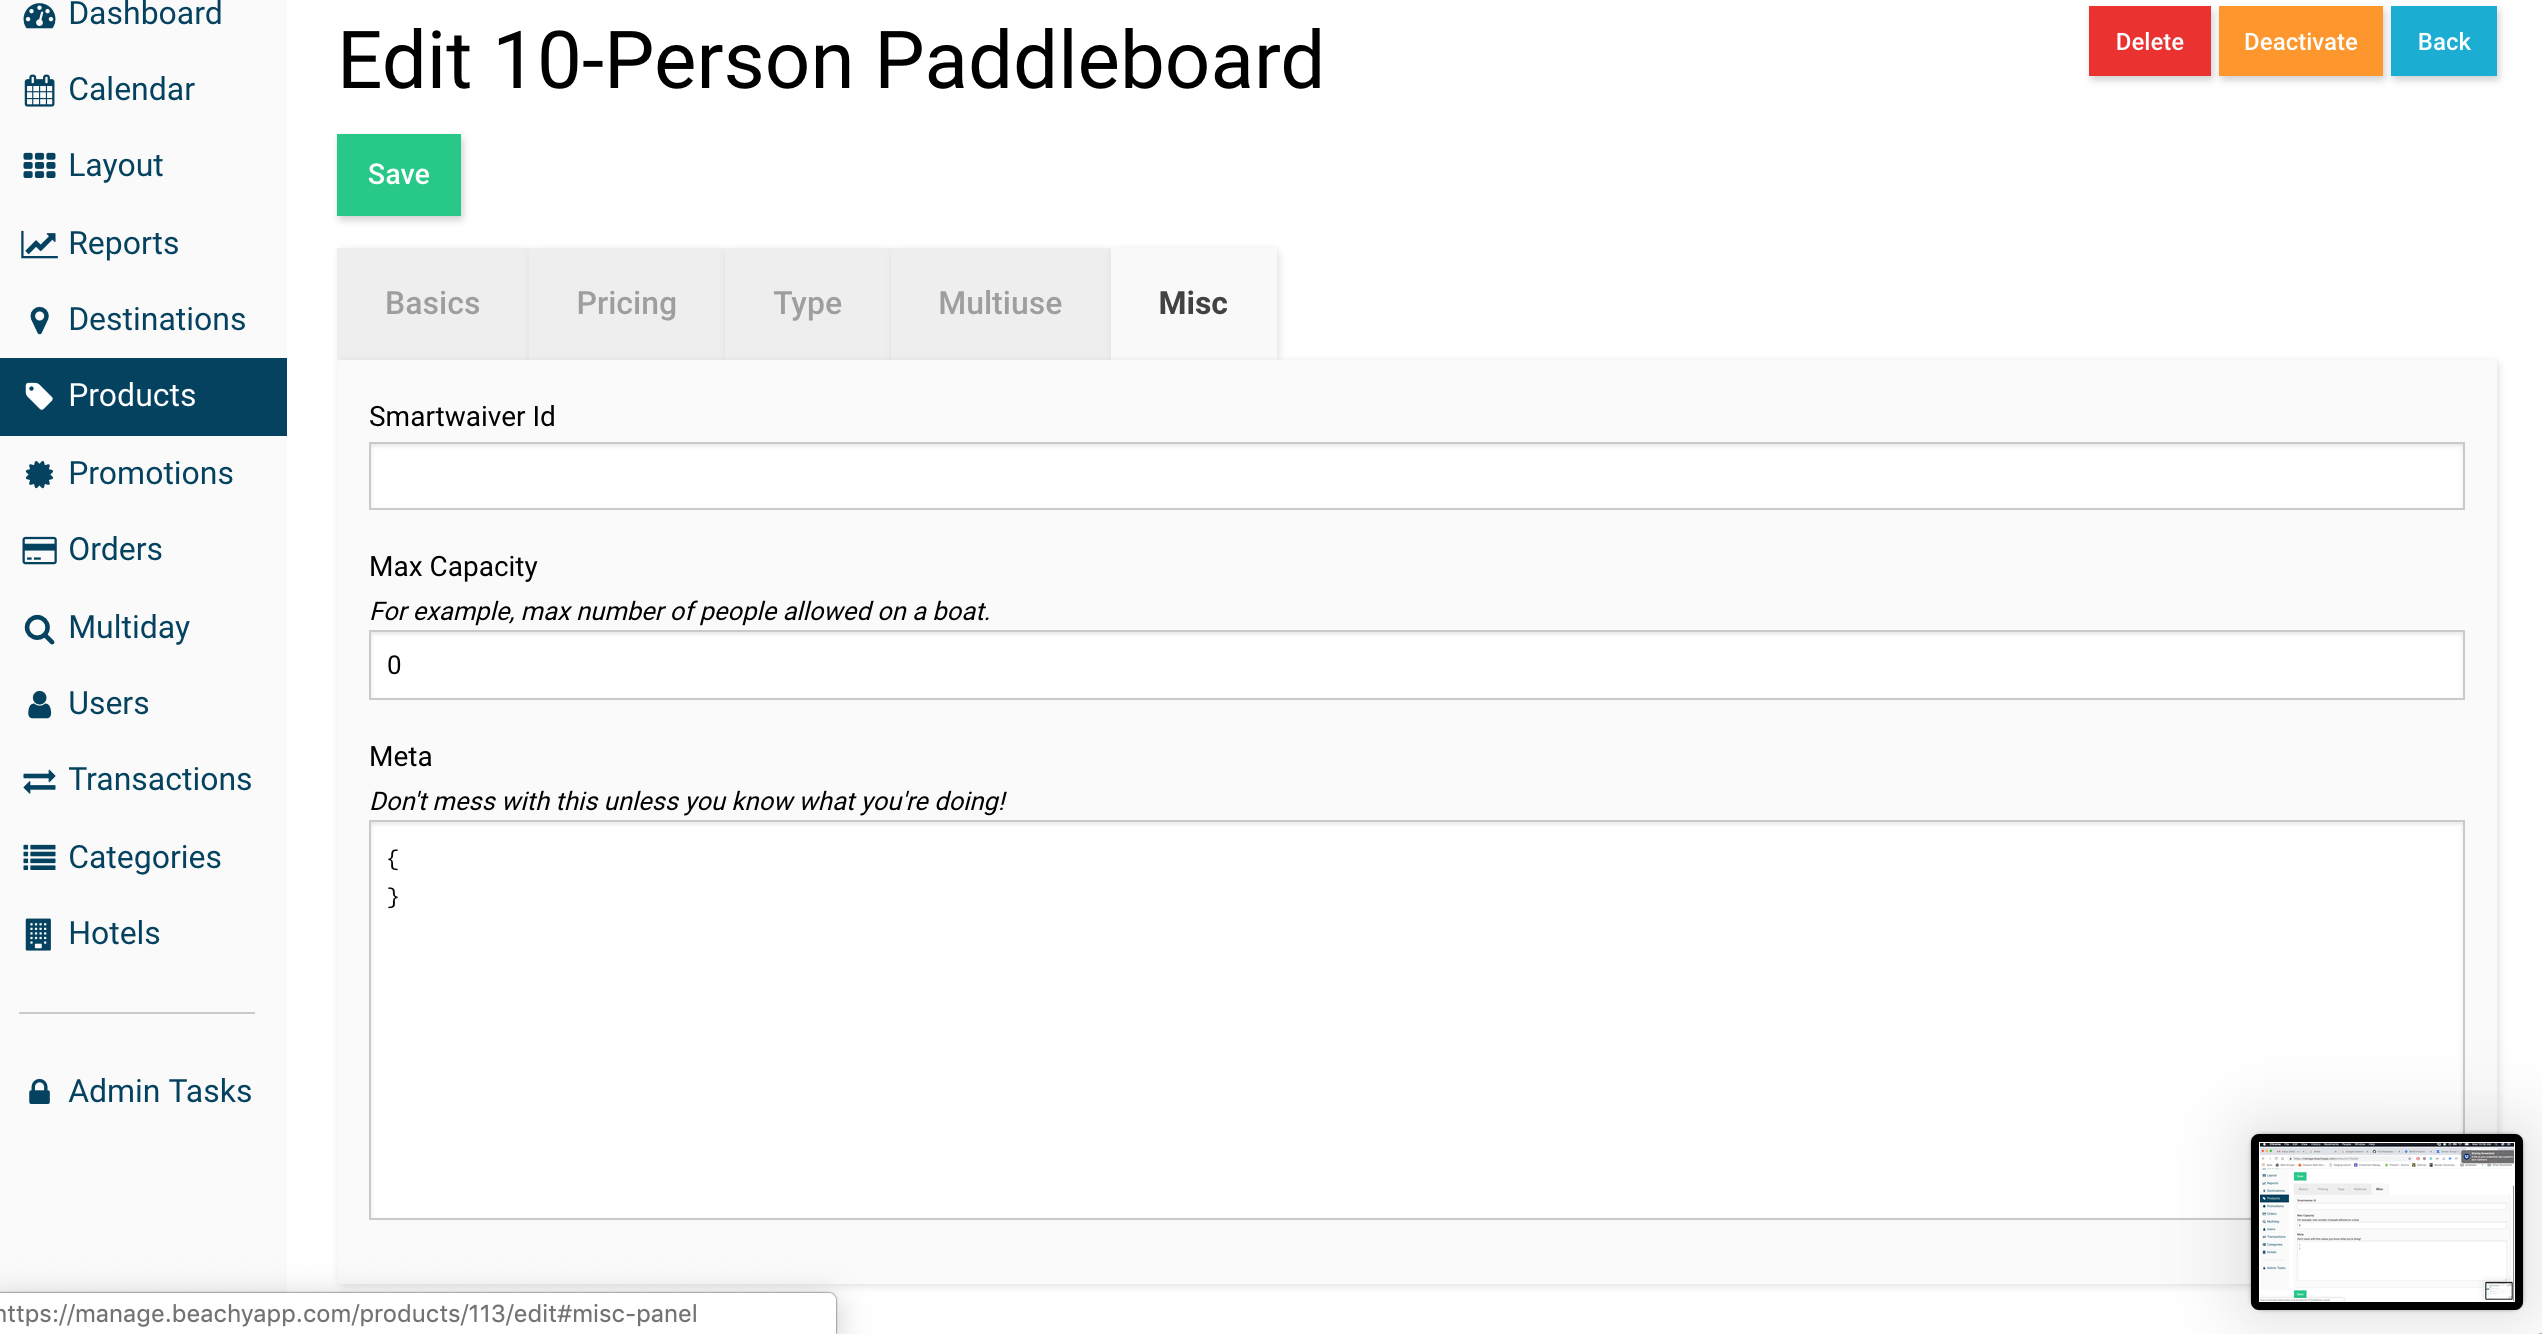 Dashboard
Calendar
Layout
Reports
Destinations
Products
Promotions
Orders
Multiday
Users
Transactions
Categories
Hotels
Admin Tasks
Edit 10-Person Paddleboard
Delete
Deactivate
Back
Save
Basics
Pricing
Type
Multiuse
Misc
Smartwaiver Id
Max Capacity
For example, max number of people allowed on a boat.
0
Meta
Don't mess with this unless you know what you're doing!
{
}
https://manage.beachyapp.com/products/113/edit#misc-panel